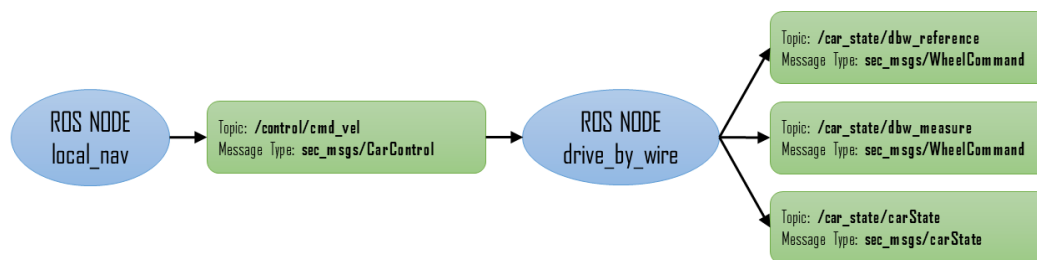 ROS NODE
local_nav
Topic: /control/cmd_vel
Message Type: sec_msgs/CarControl
ROS NODE
drive_by_wire
Topic: /car_state/dbw_reference
Message Type: sec_msgs/WheelCommand
Topic: /car_state/dbw_measure
Message Type: sec_msgs/WheelCommand
Topic: /car_state/carState
Message Type: sec_msgs/carState